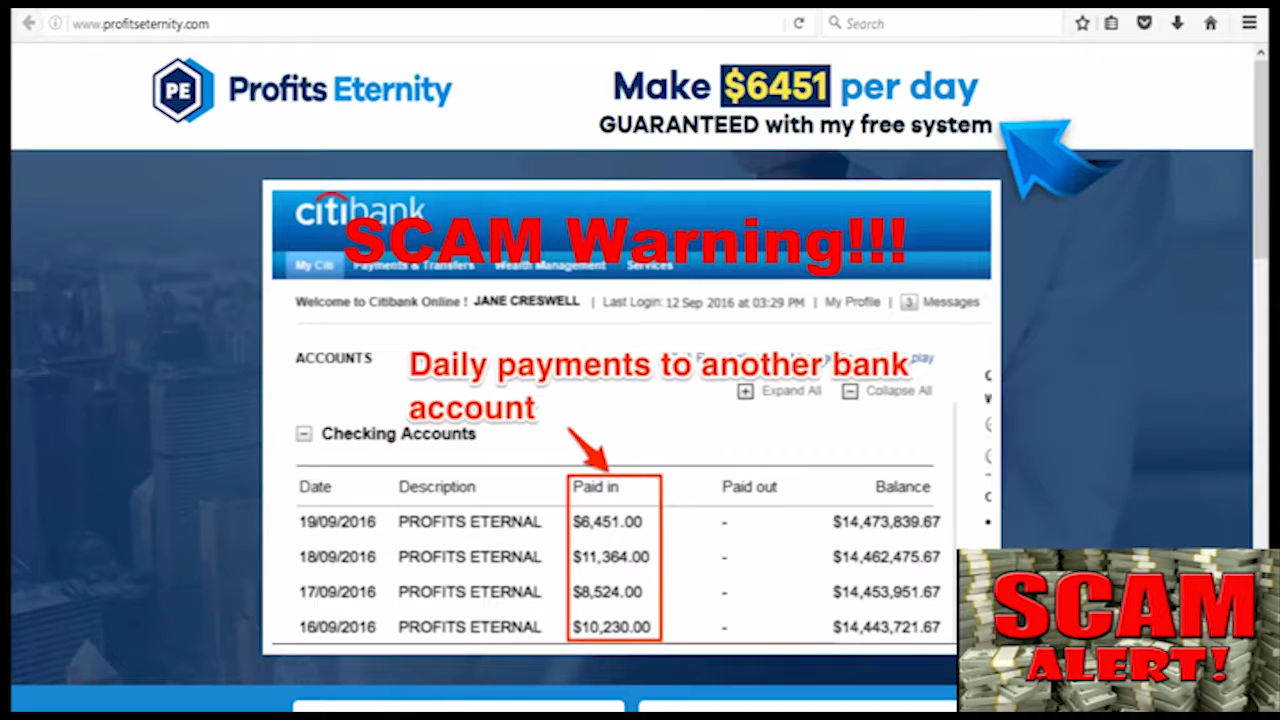 www.profitseternity.com
Search
PE
Profits Eternity
Make $6451 per day
GUARANTEED with my free system
citibank
SCAM Warning!!!
My Citi Payments & Transfers Wealth Management Services
Welcome to Citibank Online ! JANE CRESWELL | Last Login: 12 Sep 2016 at 03:29 PM | My Profile | 3 Messages
ACCOUNTS
play
Daily payments to another bank
account
Expand All Collapse All
Checking Accounts
Date Description Paid in Paid out Balance
19/09/2016 PROFITS ETERNAL $6,451.00 - $14,473,839.67
18/09/2016 PROFITS ETERNAL $11,364.00 - $14,462,475.67
17/09/2016 PROFITS ETERNAL $8,524.00 - $14,453,951.67
16/09/2016 PROFITS ETERNAL $10,230.00 - $14,443,721.67
SCAM
ALERT!